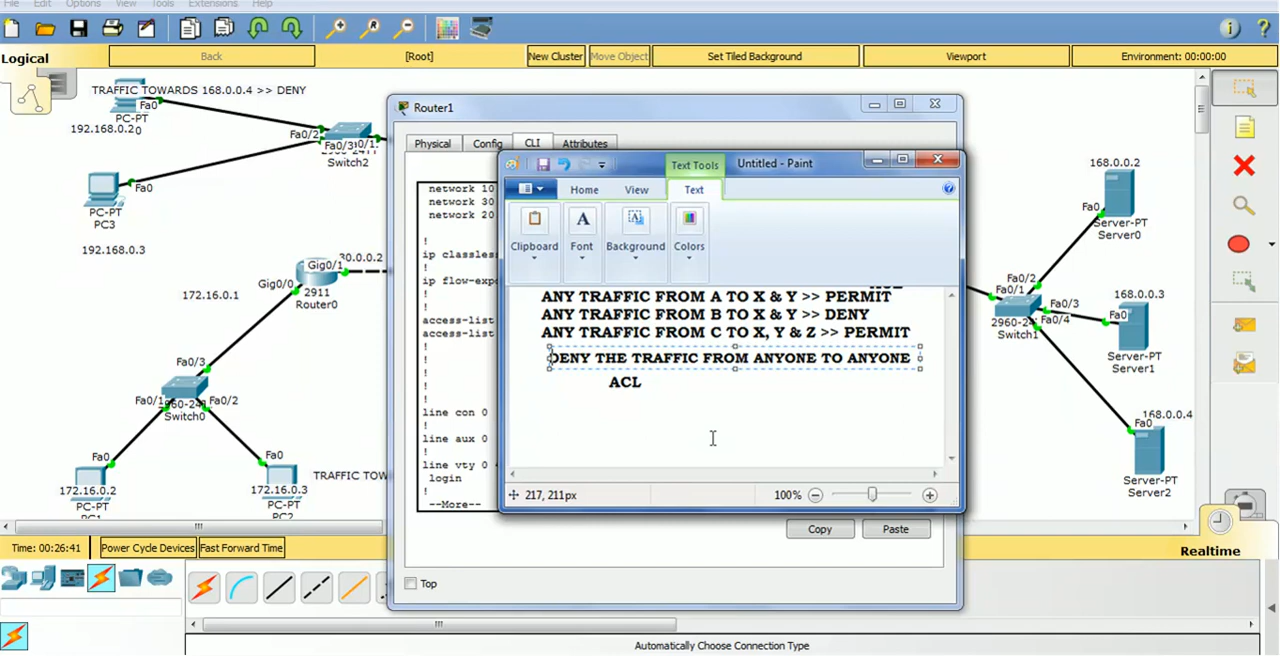 File Edit Options View Tools Extensions Help
Logical Back [Root] New Cluster Move Object Set Tiled Background Viewport Environment: 00:00:00
TRAFFIC TOWARDS 168.0.0.4 >> DENY
Fa0
PC-PT
192.168.0.20
Fa0/2
Fa0/3
Switch2
Fa0
PC-PT
PC3
192.168.0.3
30.0.0.2
Gig0/1
Gig0/0
2911
Router0
172.16.0.1
Fa0/3
Fa0/1
Fa0/2
Switch0
Fa0
172.16.0.2
PC-PT
PC1
Fa0
172.16.0.3
PC-PT
PC2
TRAFFIC TOW
Router1
Physical Config CLI Attributes
network 10
network 30
network 20
!
ip classles
!
ip flow-expo
!
access-list
access-list
!
!
!
!
!
line con 0
!
line aux 0
!
line vty 0 4
login
!
--More--
Text Tools Untitled - Paint
Home View Text
Clipboard Font Background Colors
ANY TRAFFIC FROM A TO X & Y >> PERMIT
ANY TRAFFIC FROM B TO X & Y >> DENY
ANY TRAFFIC FROM C TO X, Y & Z >> PERMIT
DENY THE TRAFFIC FROM ANYONE TO ANYONE
ACL
217, 211px 100%
Copy Paste
Top
168.0.0.2
Fa0
Server-PT
Server0
Fa0/2
Fa0/1
Fa0/3
Fa0/4
Switch1
168.0.0.3
Fa0
Server-PT
Server1
168.0.0.4
Fa0
Server-PT
Server2
Time: 00:26:41 Power Cycle Devices Fast Forward Time Realtime
Automatically Choose Connection Type